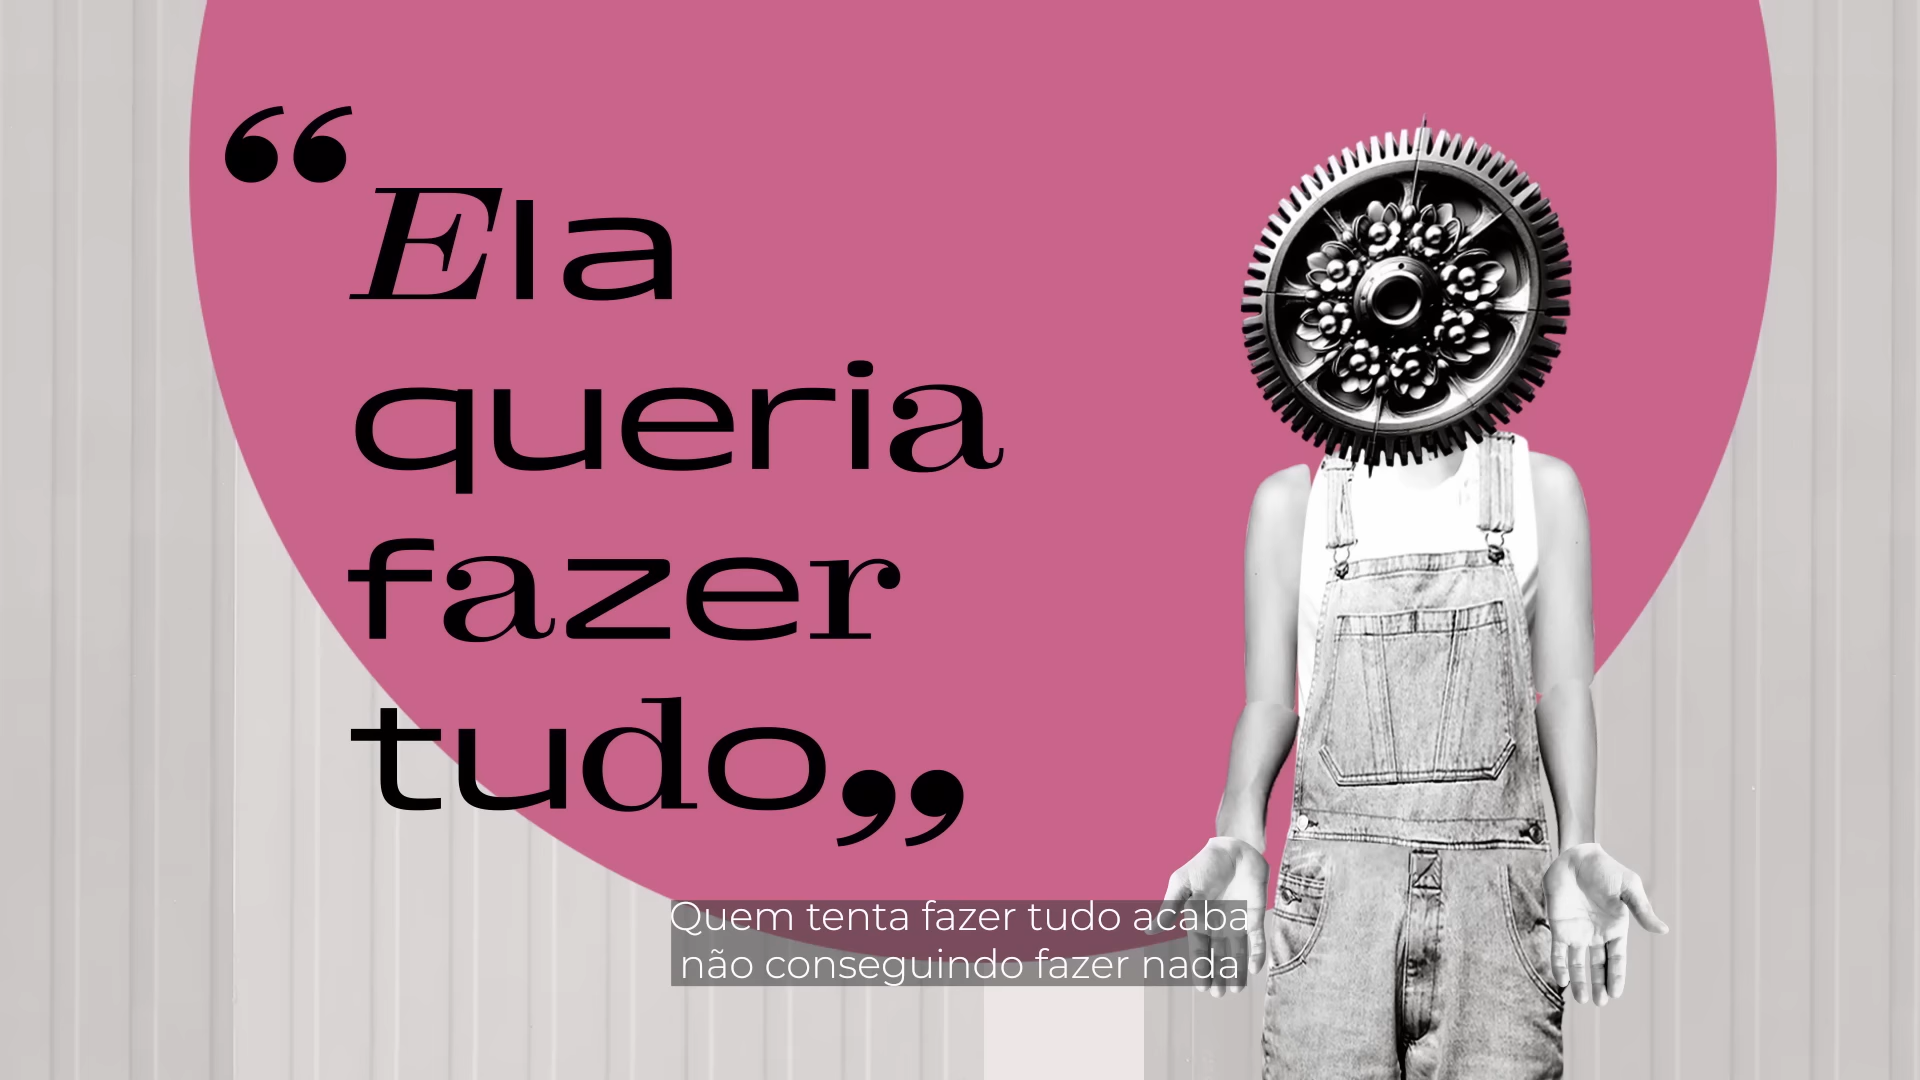 “Ela
queria
fazer
tudo”
Quem tenta fazer tudo acaba
não conseguindo fazer nada